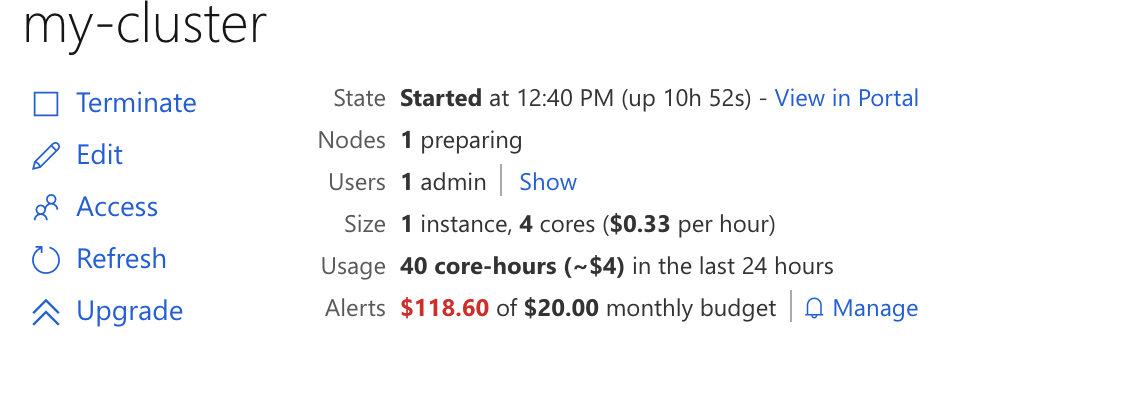 my-cluster
Terminate
Edit
Access
Refresh
Upgrade
State Started at 12:40 PM (up 10h 52s) - View in Portal
Nodes 1 preparing
Users 1 admin | Show
Size 1 instance, 4 cores ($0.33 per hour)
Usage 40 core-hours (~$4) in the last 24 hours
Alerts $118.60 of $20.00 monthly budget | Manage